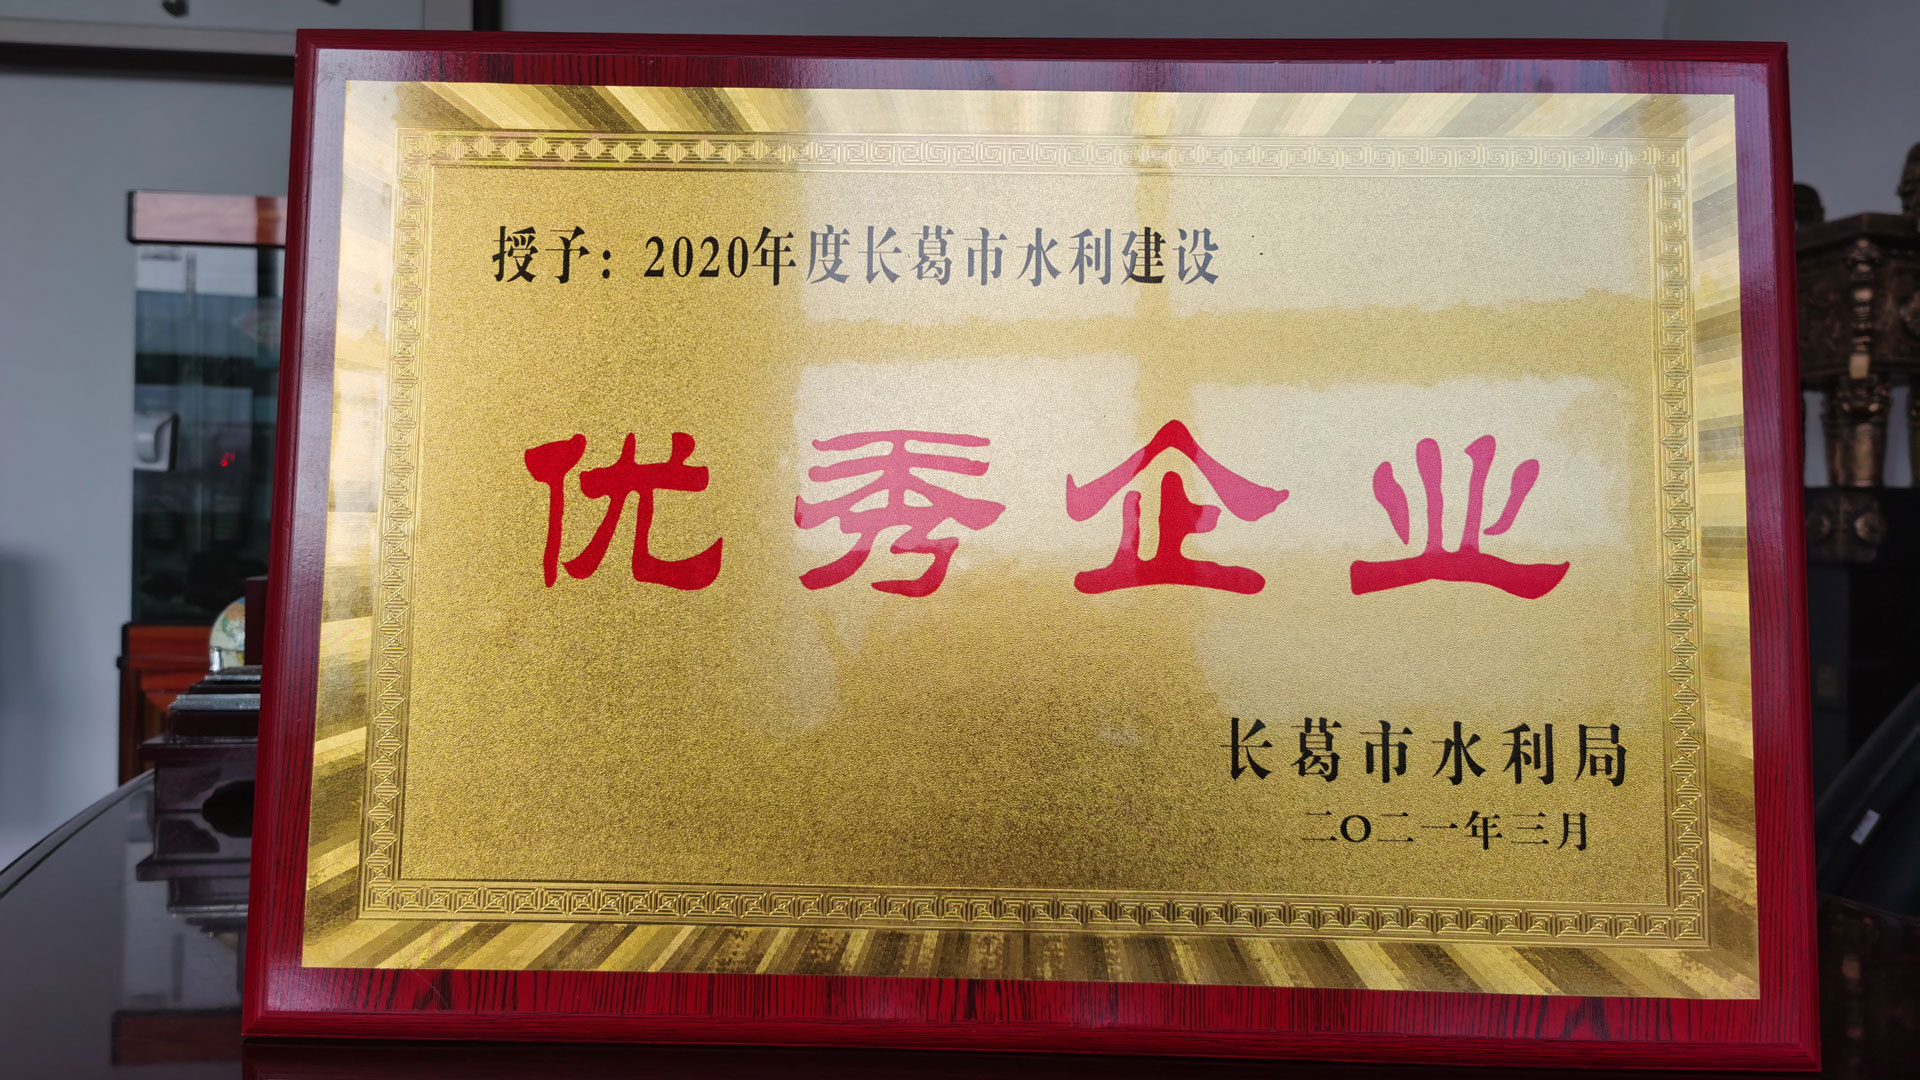 授予：2020年度长葛市水利建设
优秀企业
长葛市水利局
二〇二一年三月